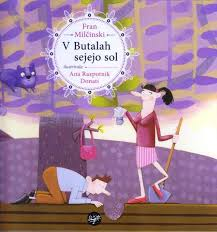 Fran
Milčinski
V Butalah
sejejo sol
ilustrirala
Ana Razpotnik
Donati